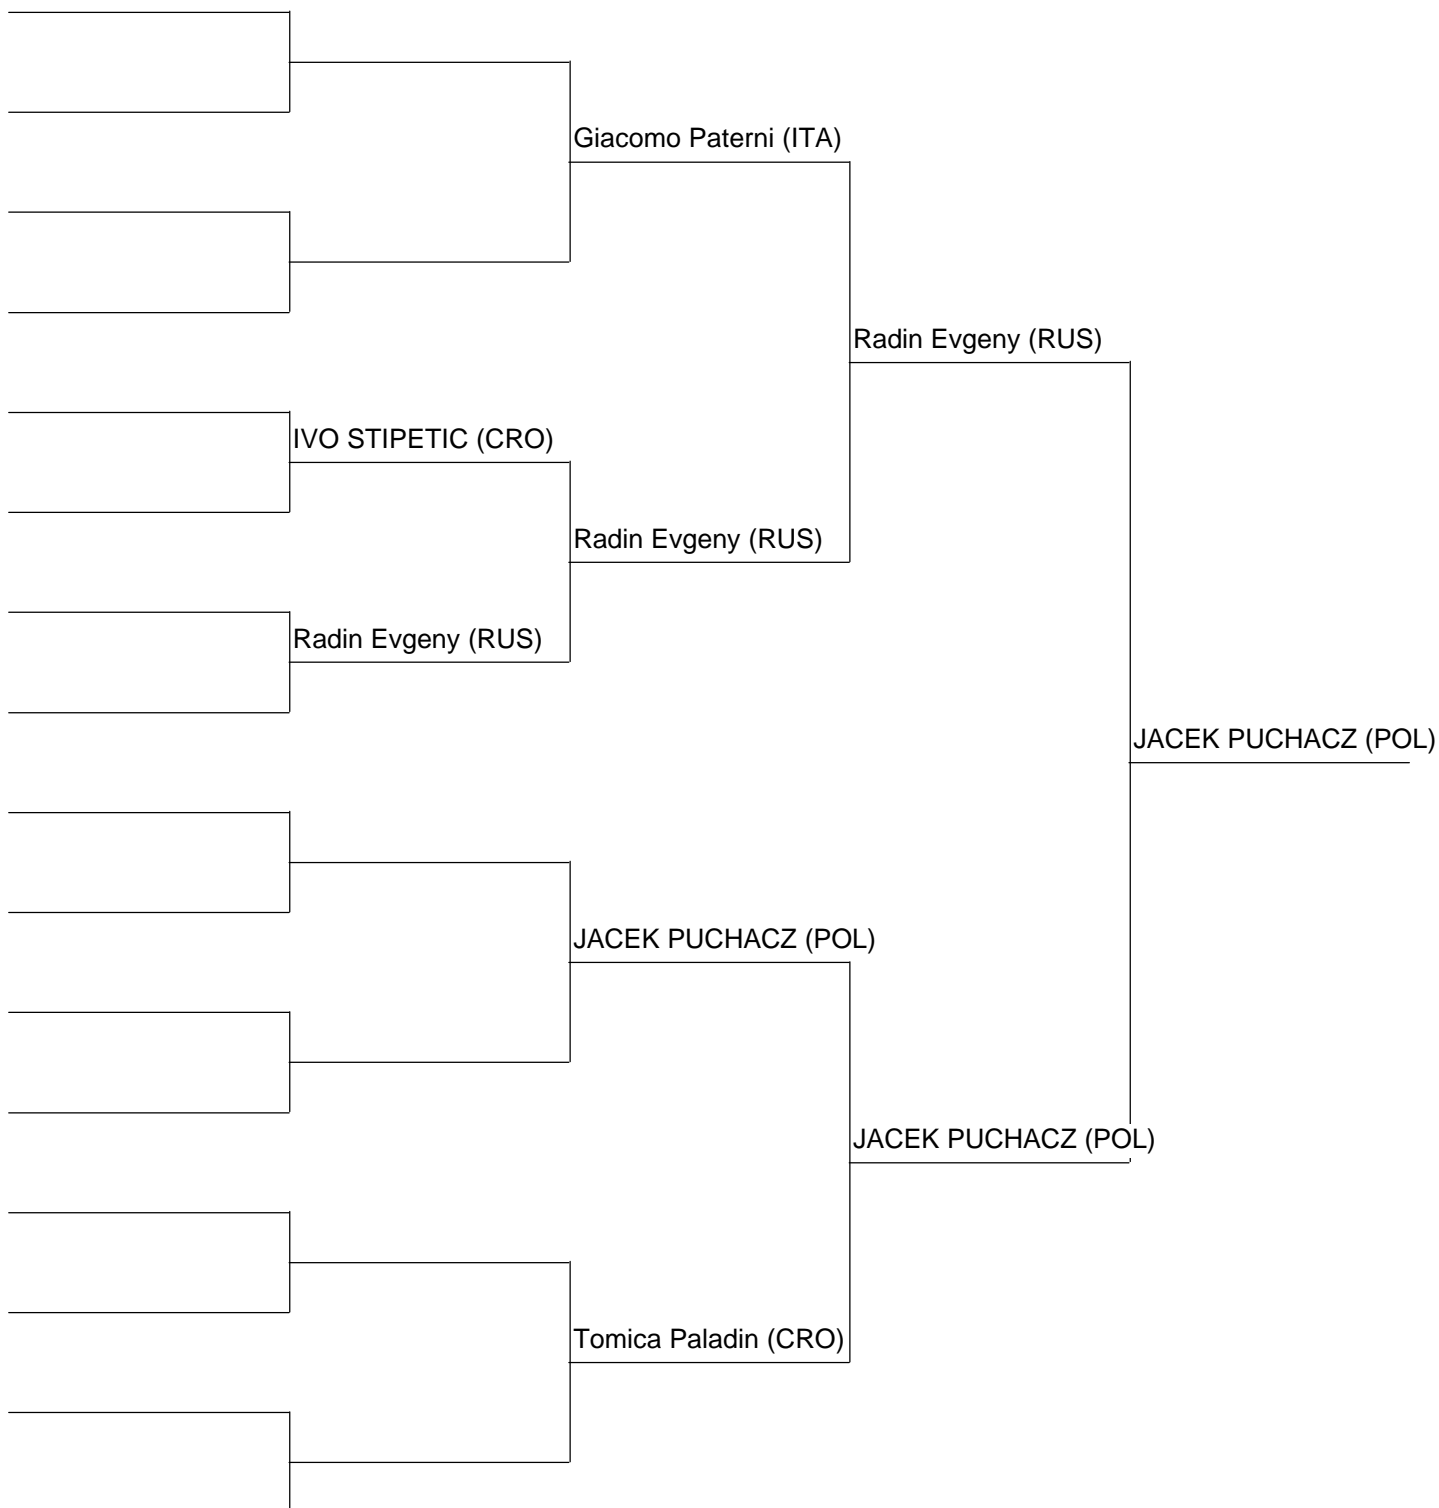 Giacomo Paterni (ITA)
Radin Evgeny (RUS)
IVO STIPETIC (CRO)
Radin Evgeny (RUS)
Radin Evgeny (RUS)
JACEK PUCHACZ (POL)
JACEK PUCHACZ (POL)
JACEK PUCHACZ (POL)
Tomica Paladin (CRO)